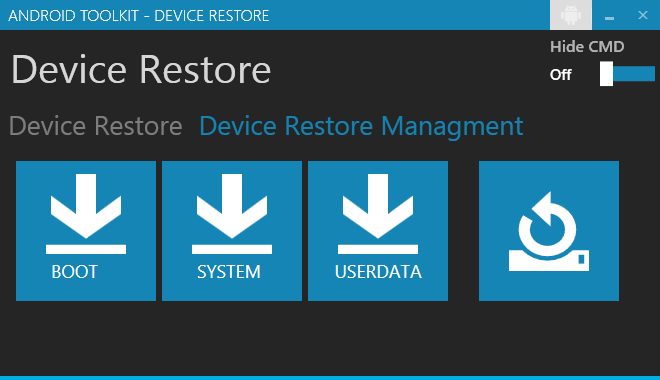 ANDROID TOOLKIT - DEVICE RESTORE
Hide CMD
Device Restore
Off
Device Restore Device Restore Managment
BOOT SYSTEM USERDATA